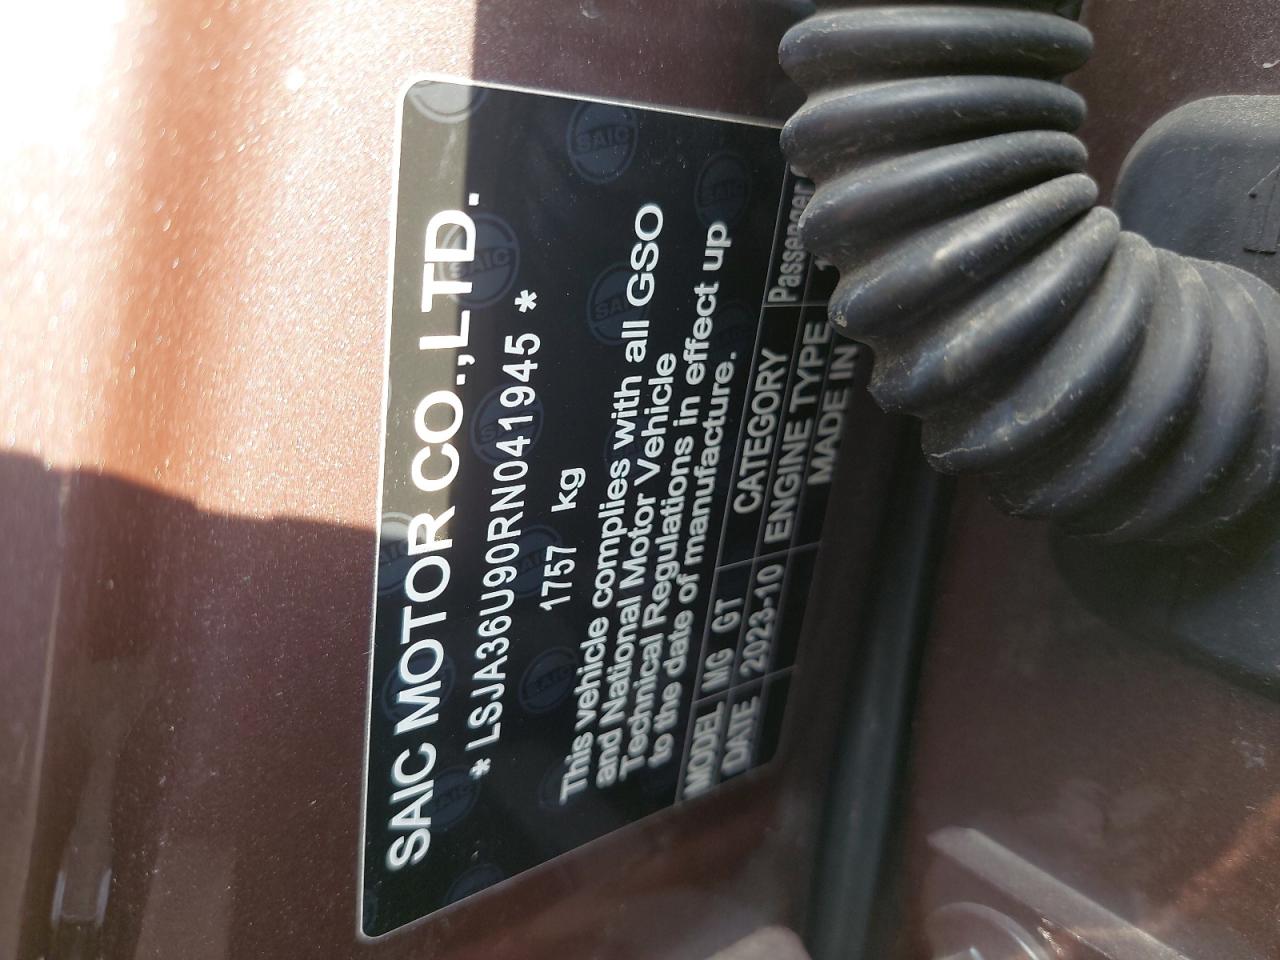 SAIC MOTOR CO.,LTD.
* LSJA36U90RN041945 *
1757 kg
This vehicle complies with all GSO
and National Motor Vehicle
Technical Regulations in effect up
to the date of manufacture.
MODEL MG GT CATEGORY Passenger
DATE 2023-10 ENGINE TYPE
MADE IN